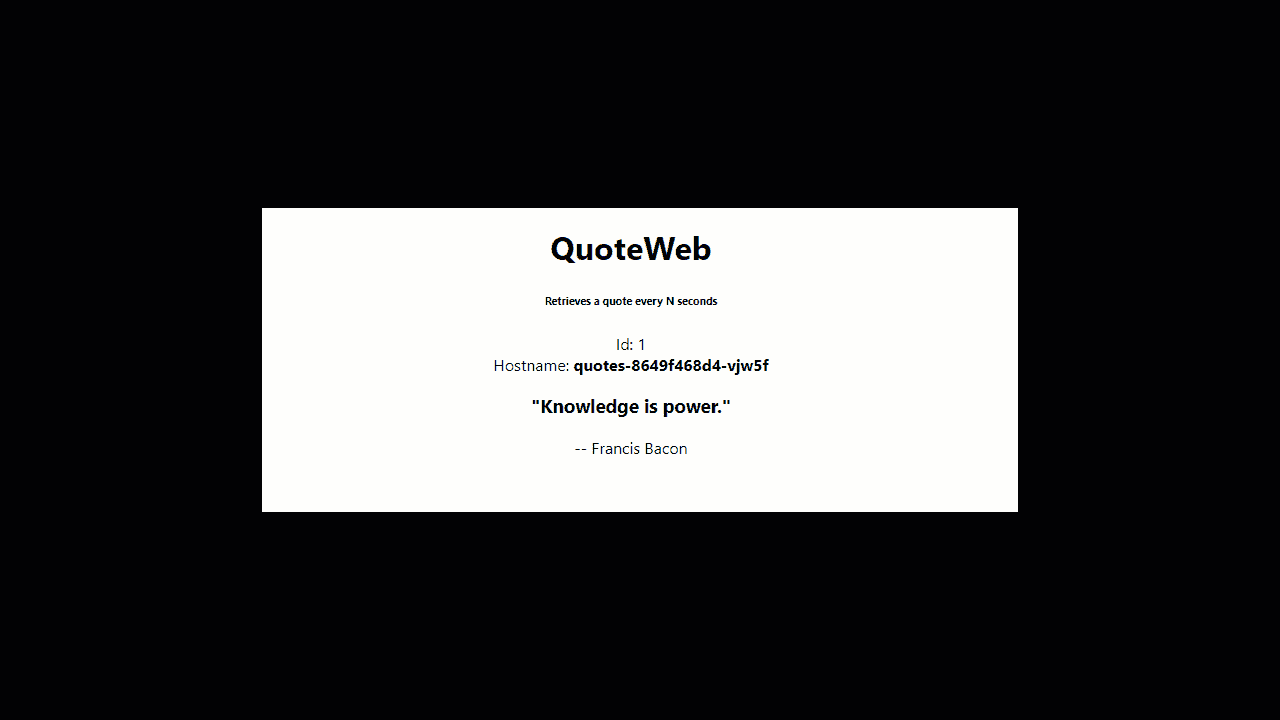 QuoteWeb
Retrieves a quote every N seconds
Id: 1
Hostname: quotes-8649f468d4-vjw5f
"Knowledge is power."
-- Francis Bacon